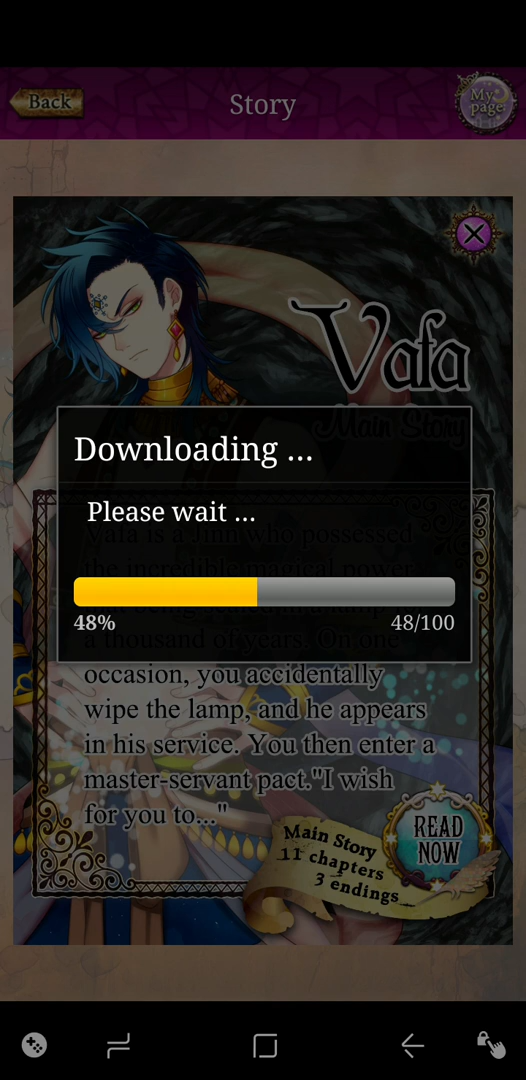 Back
Story
My
page
Vafa
Main Story
Downloading ...
Please wait ...
Vafa is a Jinn who possessed
the incredible magical power
48%
48/100
a thousand of years. On one
occasion, you accidentally
wipe the lamp, and he appears
in his service. You then enter a
master-servant pact."I wish
for you to..."
READ
NOW
Main Story
11 chapters
3 endings